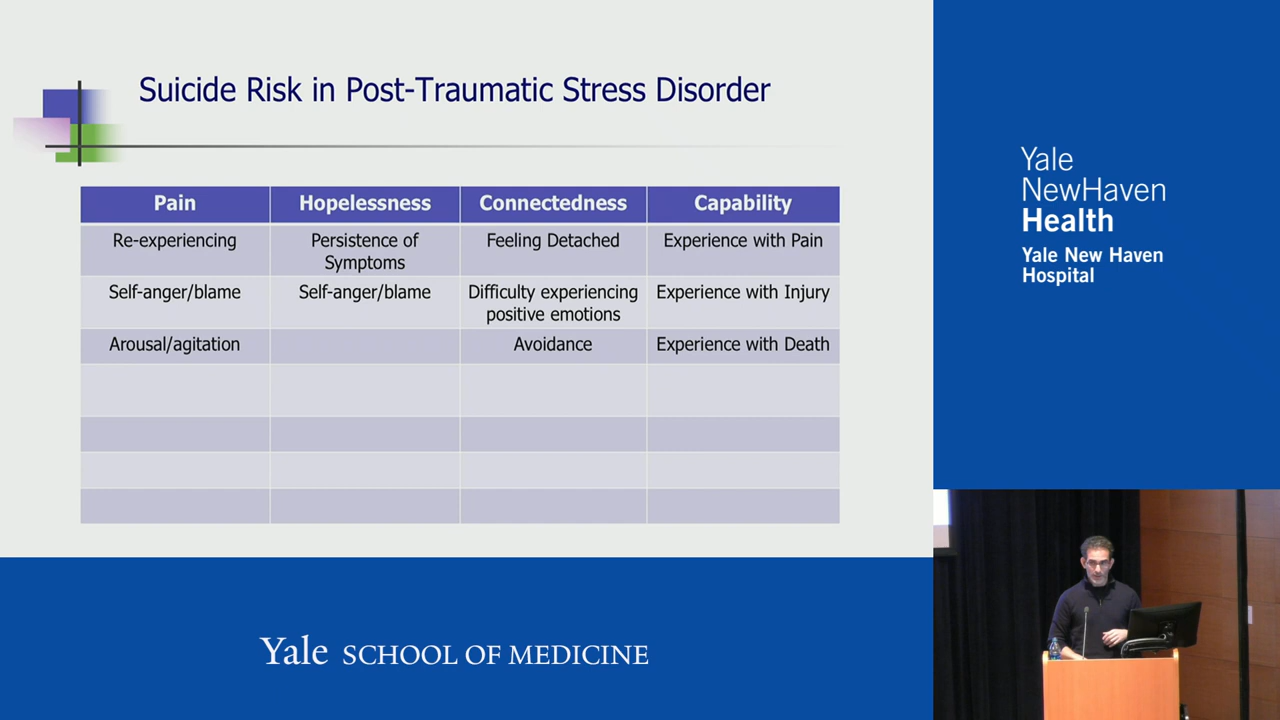 Suicide Risk in Post-Traumatic Stress Disorder
Pain Hopelessness Connectedness Capability
Re-experiencing Persistence of Symptoms Feeling Detached Experience with Pain
Self-anger/blame Self-anger/blame Difficulty experiencing positive emotions Experience with Injury
Arousal/agitation Avoidance Experience with Death
Yale
NewHaven
Health
Yale New Haven
Hospital
Yale SCHOOL OF MEDICINE